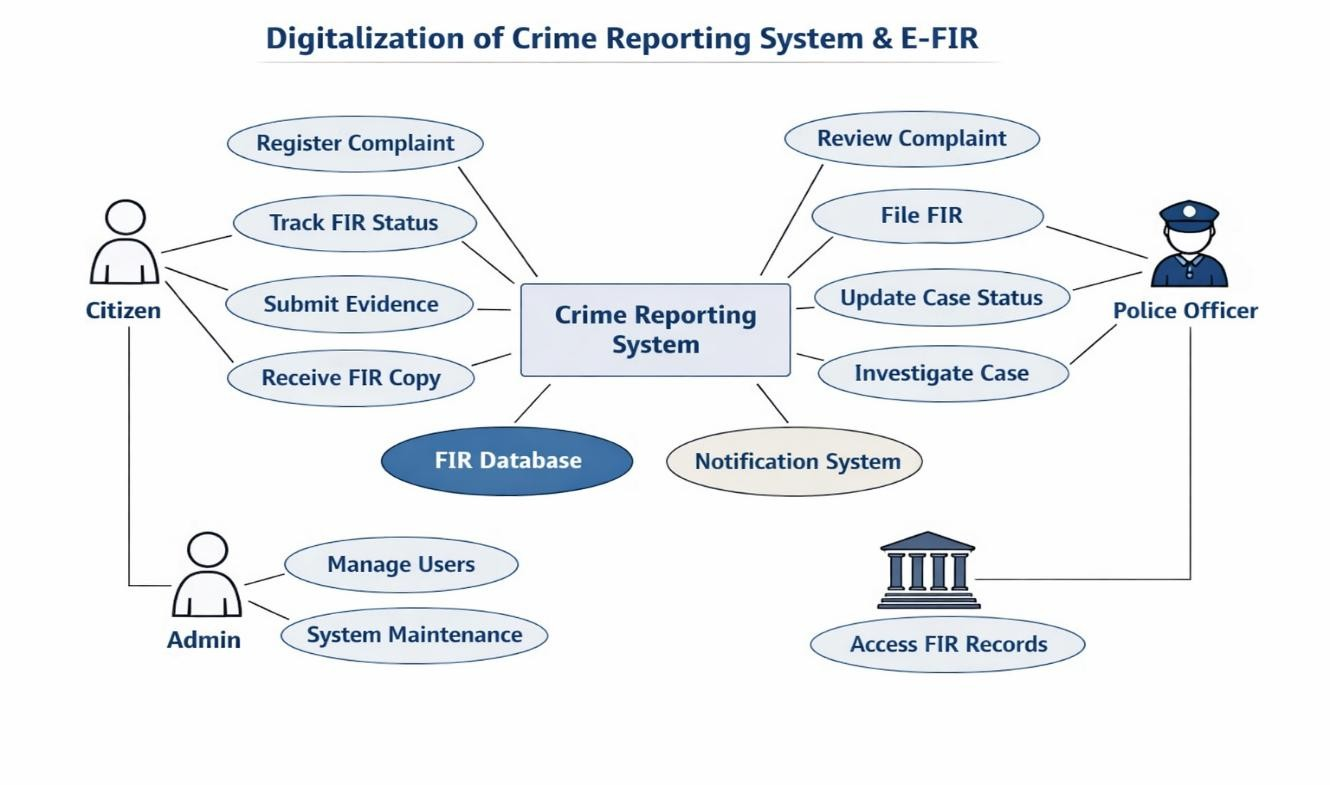 Digitalization of Crime Reporting System & E-FIR
Register Complaint
Track FIR Status
Submit Evidence
Receive FIR Copy
Citizen
Crime Reporting
System
Review Complaint
File FIR
Update Case Status
Investigate Case
Police Officer
FIR Database
Notification System
Manage Users
System Maintenance
Admin
Access FIR Records